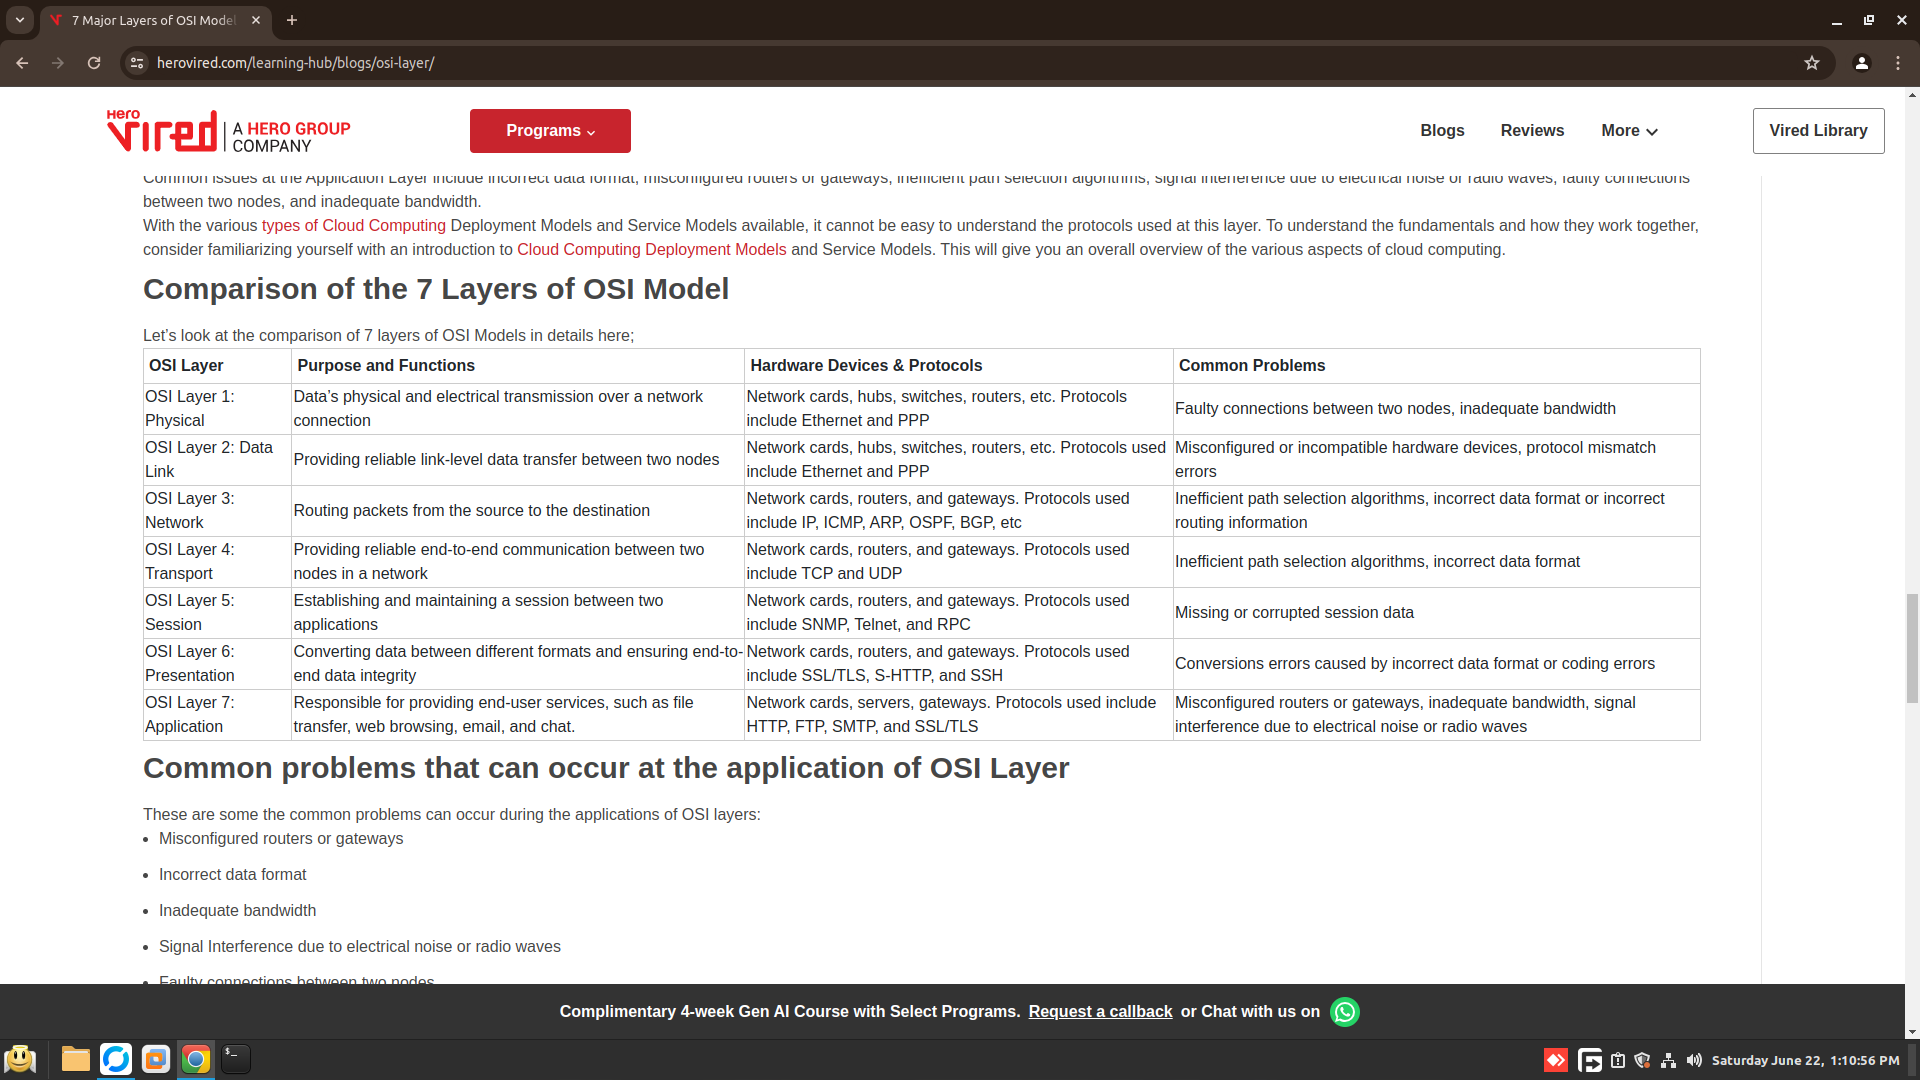 7 Major Layers of OSI Model
herovired.com/learning-hub/blogs/osi-layer/
Hero
vired
A HERO GROUP
COMPANY
Programs
Blogs
Reviews
More
Vired Library
Common issues at the Application Layer include incorrect data format, misconfigured routers or gateways, inefficient path selection algorithms, signal interference due to electrical noise or radio waves, faulty connections
between two nodes, and inadequate bandwidth.
With the various types of Cloud Computing Deployment Models and Service Models available, it cannot be easy to understand the protocols used at this layer. To understand the fundamentals and how they work together,
consider familiarizing yourself with an introduction to Cloud Computing Deployment Models and Service Models. This will give you an overall overview of the various aspects of cloud computing.
Comparison of the 7 Layers of OSI Model
Let’s look at the comparison of 7 layers of OSI Models in details here;
OSI Layer Purpose and Functions Hardware Devices & Protocols Common Problems
OSI Layer 1:
Physical
Data’s physical and electrical transmission over a network
connection
Network cards, hubs, switches, routers, etc. Protocols
include Ethernet and PPP
Faulty connections between two nodes, inadequate bandwidth
OSI Layer 2: Data
Link
Providing reliable link-level data transfer between two nodes
Network cards, hubs, switches, routers, etc. Protocols used
include Ethernet and PPP
Misconfigured or incompatible hardware devices, protocol mismatch
errors
OSI Layer 3:
Network
Routing packets from the source to the destination
Network cards, routers, and gateways. Protocols used
include IP, ICMP, ARP, OSPF, BGP, etc
Inefficient path selection algorithms, incorrect data format or incorrect
routing information
OSI Layer 4:
Transport
Providing reliable end-to-end communication between two
nodes in a network
Network cards, routers, and gateways. Protocols used
include TCP and UDP
Inefficient path selection algorithms, incorrect data format
OSI Layer 5:
Session
Establishing and maintaining a session between two
applications
Network cards, routers, and gateways. Protocols used
include SNMP, Telnet, and RPC
Missing or corrupted session data
OSI Layer 6:
Presentation
Converting data between different formats and ensuring end-to-
end data integrity
Network cards, routers, and gateways. Protocols used
include SSL/TLS, S-HTTP, and SSH
Conversions errors caused by incorrect data format or coding errors
OSI Layer 7:
Application
Responsible for providing end-user services, such as file
transfer, web browsing, email, and chat.
Network cards, servers, gateways. Protocols used include
HTTP, FTP, SMTP, and SSL/TLS
Misconfigured routers or gateways, inadequate bandwidth, signal
interference due to electrical noise or radio waves
Common problems that can occur at the application of OSI Layer
These are some the common problems can occur during the applications of OSI layers:
• Misconfigured routers or gateways
• Incorrect data format
• Inadequate bandwidth
• Signal Interference due to electrical noise or radio waves
• Faulty connections between two nodes
Complimentary 4-week Gen AI Course with Select Programs. Request a callback or Chat with us on
Saturday June 22, 1:10:56 PM